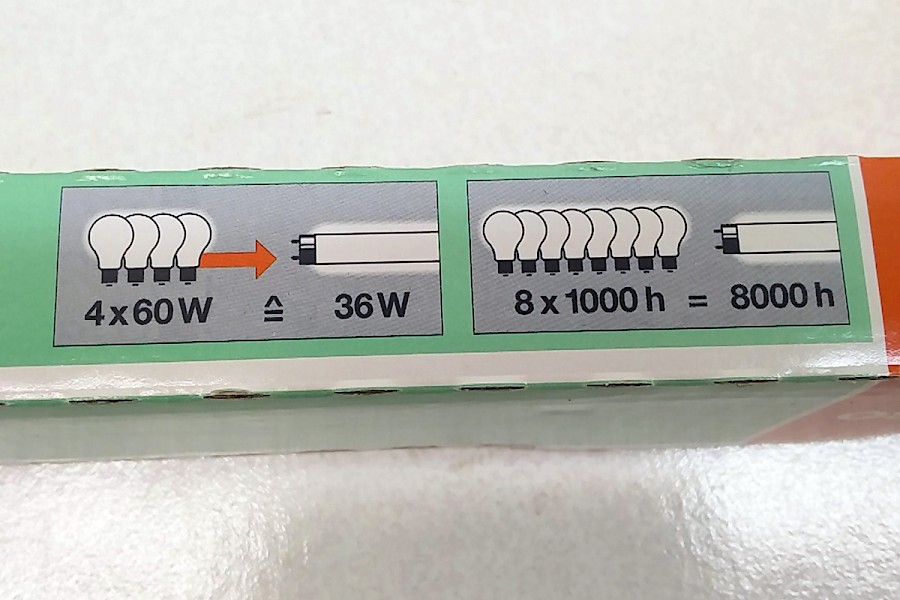 4 x 60 W ≙ 36 W
8 x 1000 h = 8000 h